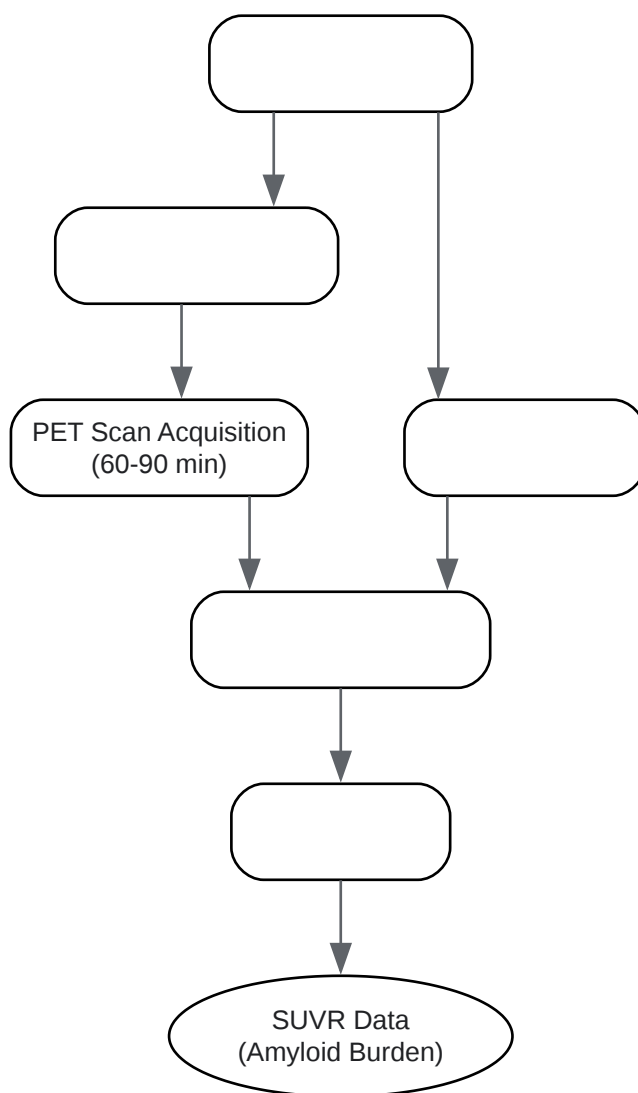 PET Scan Acquisition
(60-90 min)
SUVR Data
(Amyloid Burden)